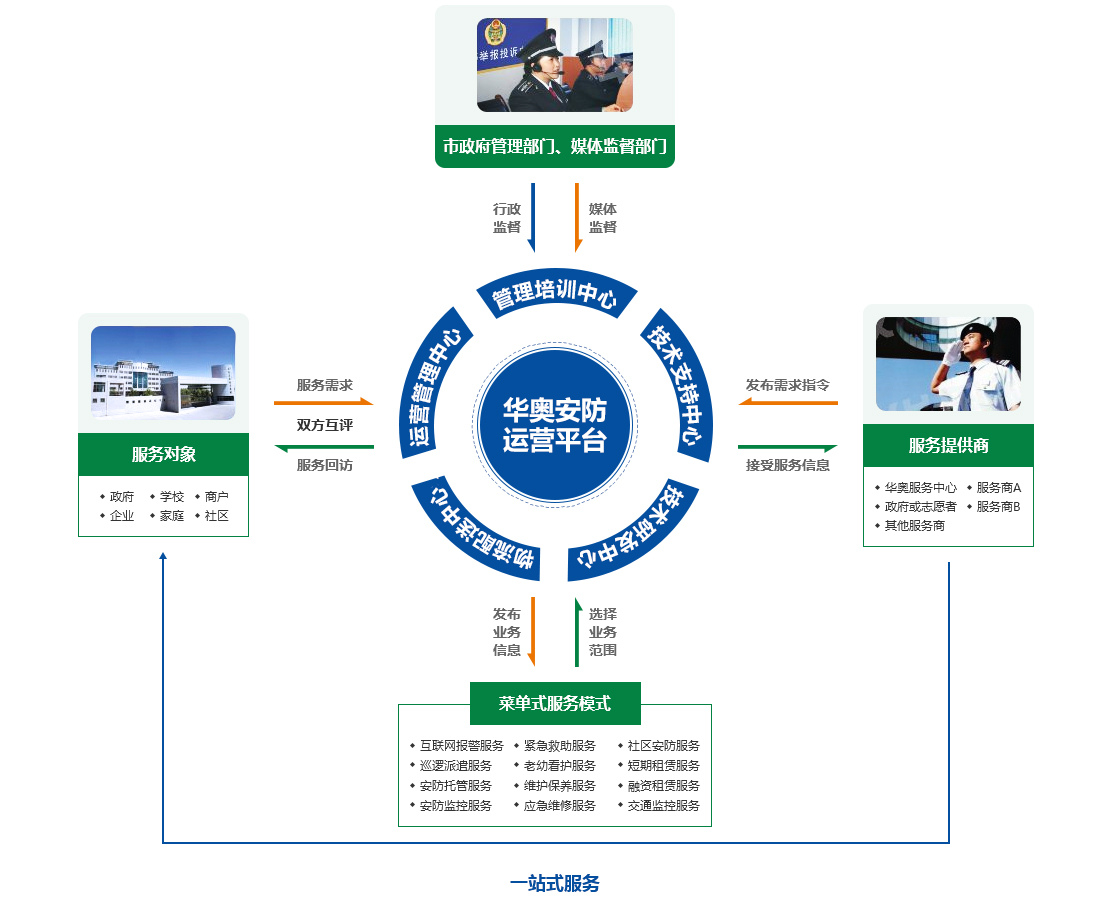 举报投诉
市政府管理部门、媒体监督部门
行政
监督
媒体
监督
管理培训中心
运营管理中心
技术支持中心
华奥安防
运营平台
物流配送中心
技术研发中心
服务需求
双方互评
服务回访
发布需求指令
接受服务信息
服务对象
政府
学校
商户
企业
家庭
社区
服务提供商
华奥服务中心
服务商A
政府或志愿者
服务商B
其他服务商
发布
业务
信息
选择
业务
范围
菜单式服务模式
互联网报警服务
紧急救助服务
社区安防服务
巡逻派遣服务
老幼看护服务
短期租赁服务
安防托管服务
维护保养服务
融资租赁服务
安防监控服务
应急维修服务
交通监控服务
一站式服务